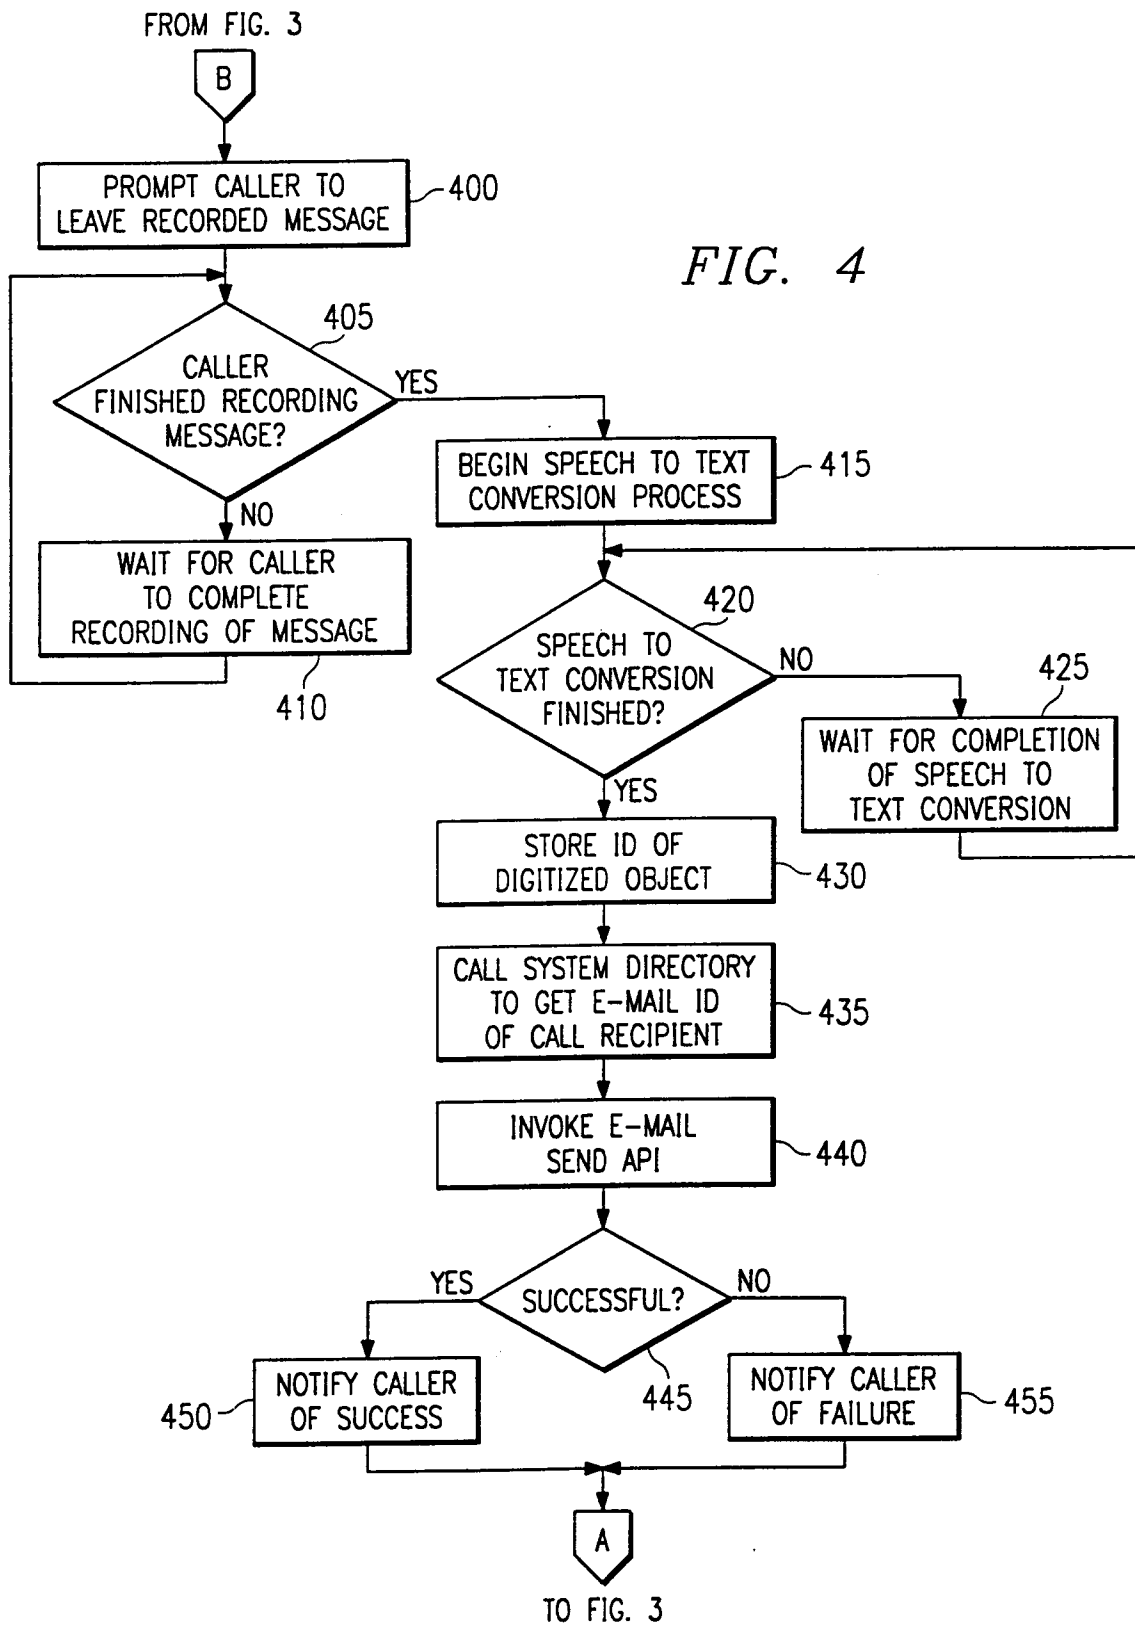 FROM FIG. 3
B
PROMPT CALLER TO
LEAVE RECORDED MESSAGE
400
FIG. 4
405
CALLER
FINISHED RECORDING
MESSAGE?
YES
NO
WAIT FOR CALLER
TO COMPLETE
RECORDING OF MESSAGE
410
BEGIN SPEECH TO TEXT
CONVERSION PROCESS
415
420
SPEECH TO
TEXT CONVERSION
FINISHED?
NO
425
WAIT FOR COMPLETION
OF SPEECH TO
TEXT CONVERSION
YES
STORE ID OF
DIGITIZED OBJECT
430
CALL SYSTEM DIRECTORY
TO GET E-MAIL ID
OF CALL RECIPIENT
435
INVOKE E-MAIL
SEND API
440
SUCCESSFUL?
445
YES
NO
NOTIFY CALLER
OF SUCCESS
450
NOTIFY CALLER
OF FAILURE
455
A
TO FIG. 3